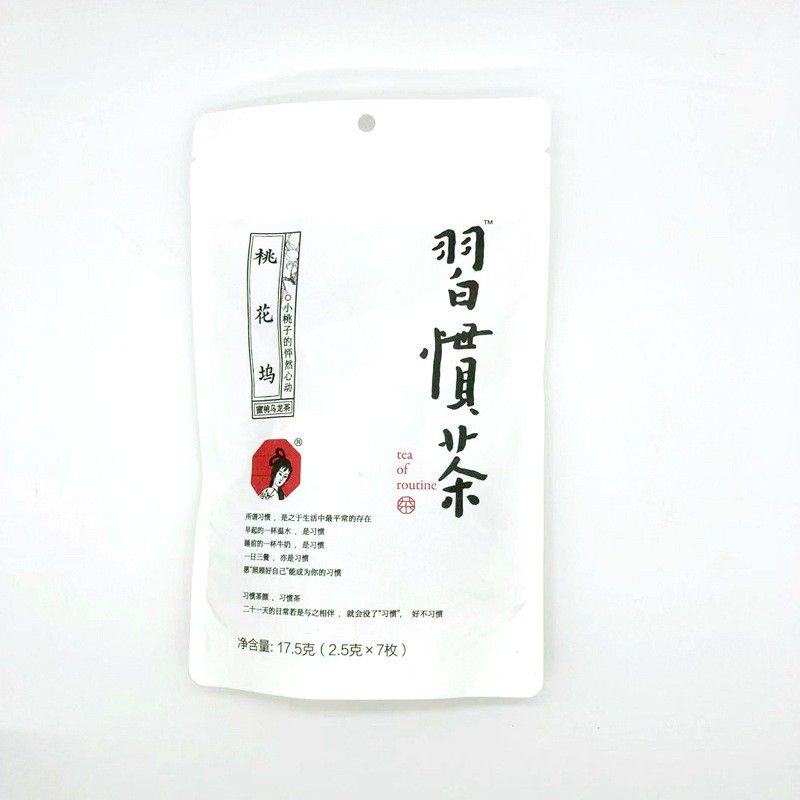 習慣茶
TM
tea
of
routine
茶
桃花坞
小桃子的怦然心动
蜜桃乌龙茶
®
所谓习惯，是之于生活中最平常的存在
早起的一杯温水，是习惯
睡前的一杯牛奶，是习惯
一日三餐，亦是习惯
愿“照顾好自己”能成为你的习惯
习惯茶颜，习惯茶
二十一天的日常若是与之相伴，就会没了“习惯”，好不习惯
净含量: 17.5克（2.5克×7枚）